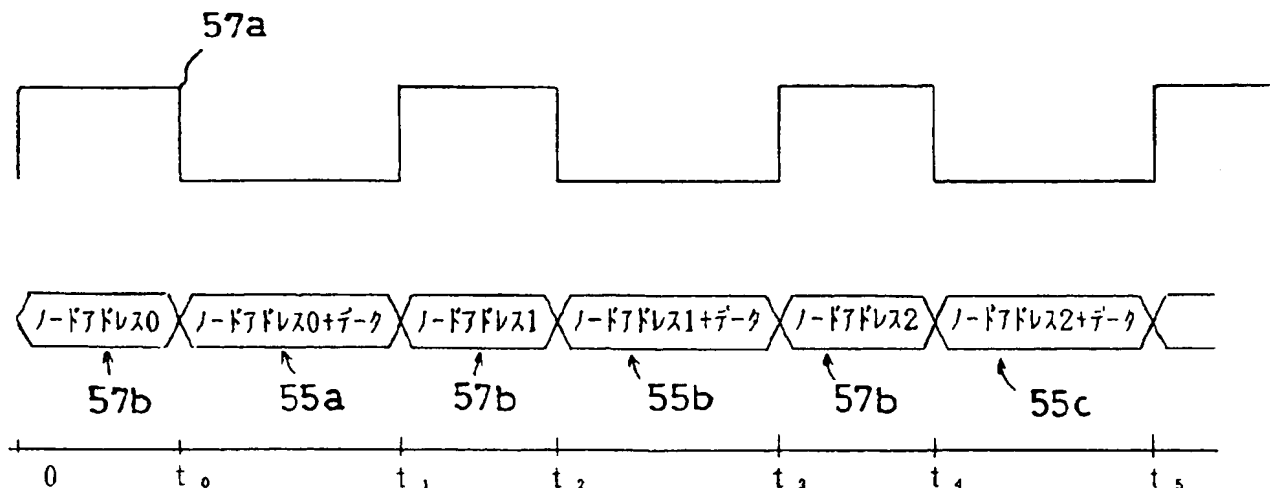 57a
ノードアドレス0 ノードアドレス0+データ ノードアドレス1 ノードアドレス1+データ ノードアドレス2 ノードアドレス2+データ
57b 55a 57b 55b 57b 55c
0 t₀ t₁ t₂ t₃ t₄ t₅